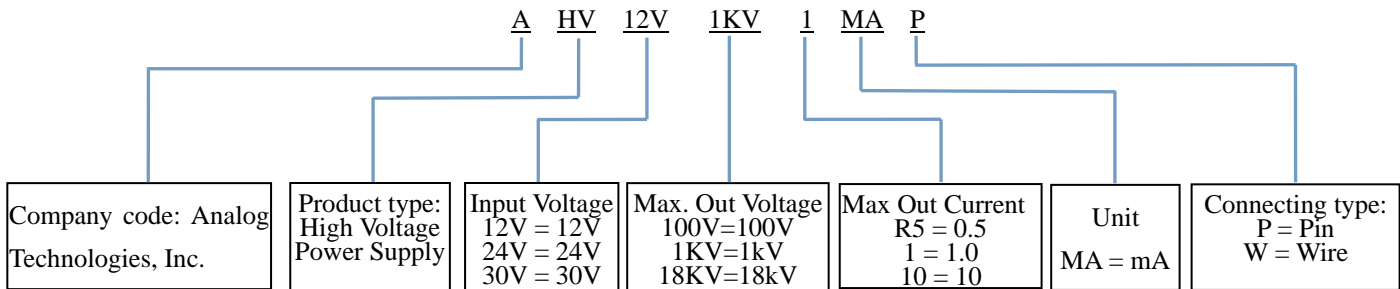 A HV 12V 1KV 1 MA P
Company code: Analog
Technologies, Inc.
Product type:
High Voltage
Power Supply
Input Voltage
12V = 12V
24V = 24V
30V = 30V
Max. Out Voltage
100V=100V
1KV=1kV
18KV=18kV
Max Out Current
R5 = 0.5
1 = 1.0
10 = 10
Unit
MA = mA
Connecting type:
P = Pin
W = Wire